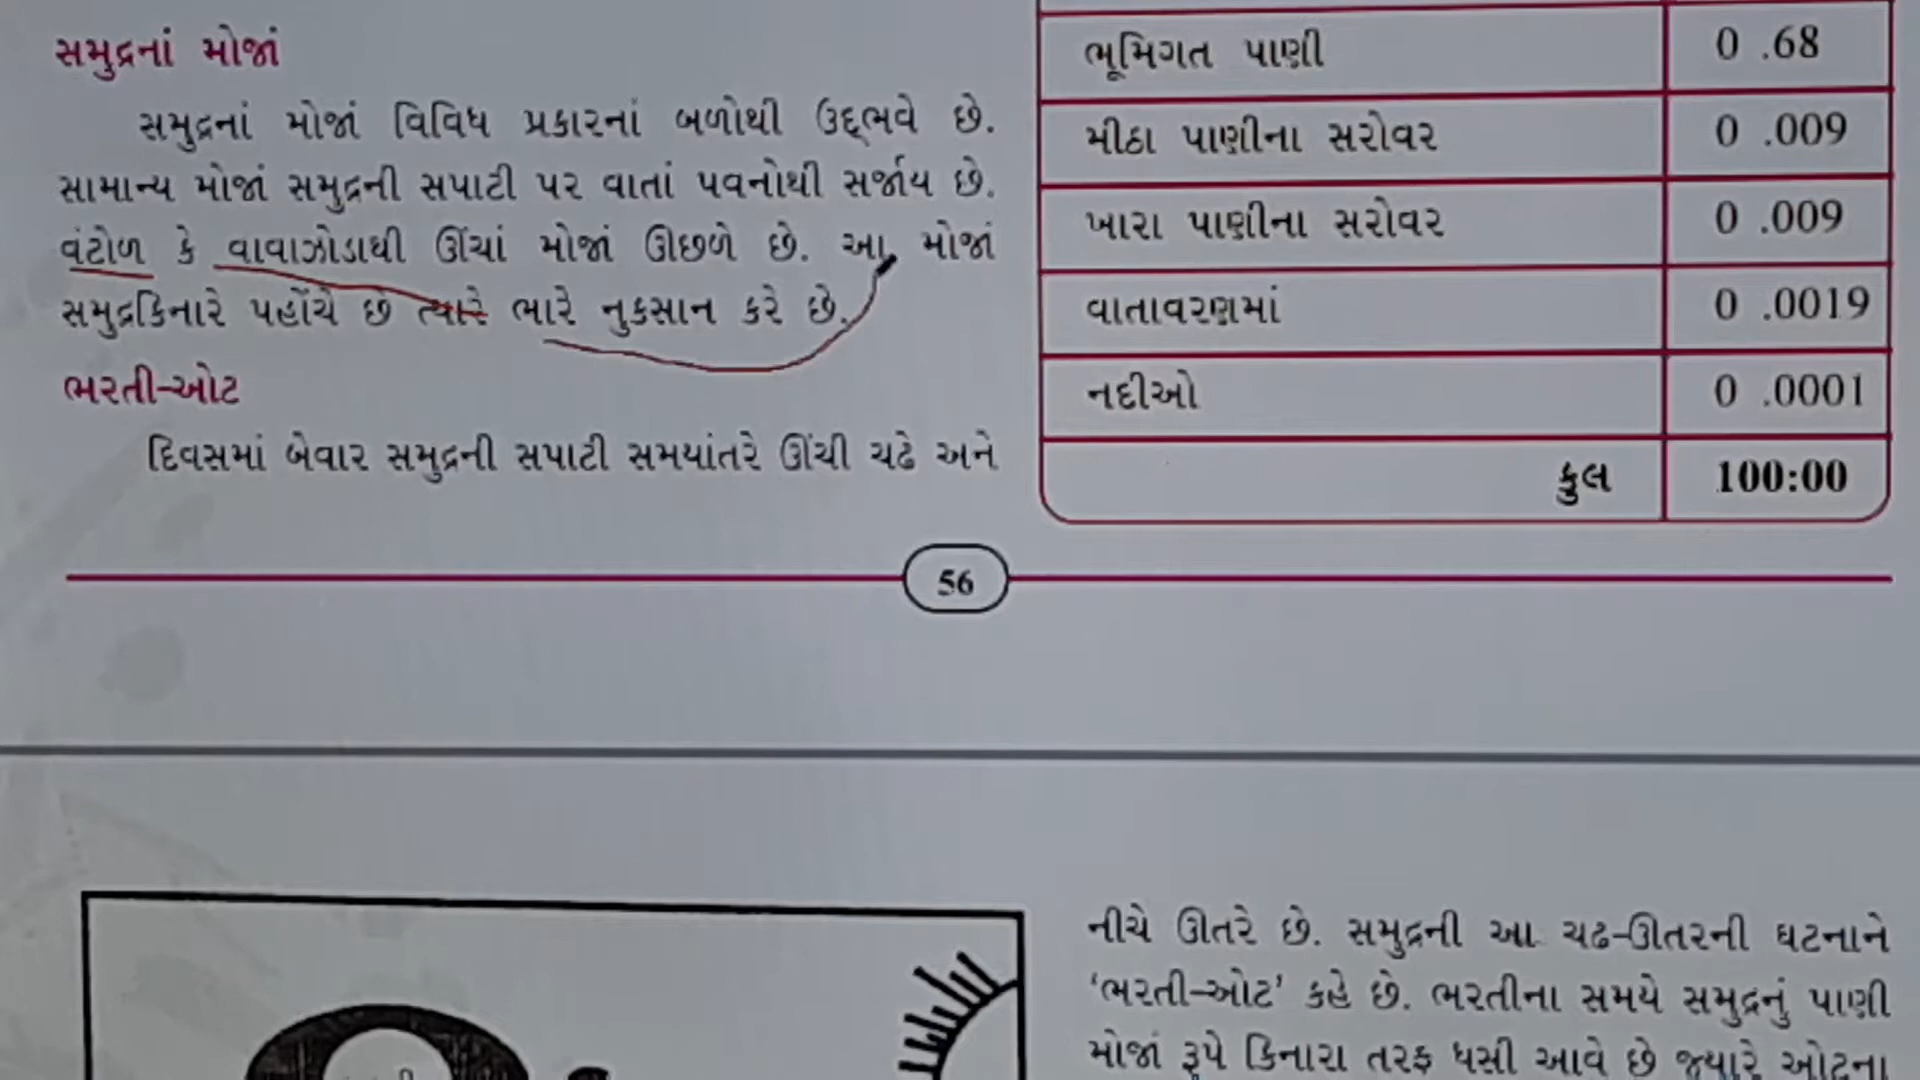 સમુદ્રનાં મોજાં
સમુદ્રનાં મોજાં વિવિધ પ્રકારનાં બળોથી ઉદ્ભવે છે.
સામાન્ય મોજાં સમુદ્રની સપાટી પર વાતાં પવનોથી સર્જાય છે.
વંટોળ કે વાવાઝોડાથી ઊંચાં મોજાં ઊછળે છે. આ મોજાં
સમુદ્રકિનારે પહોંચે છે ત્યારે ભારે નુકસાન કરે છે.
ભરતી-ઓટ
દિવસમાં બેવાર સમુદ્રની સપાટી સમયાંતરે ઊંચી ચઢે અને
ભૂમિગત પાણી 0 .68
મીઠા પાણીના સરોવર 0 .009
ખારા પાણીના સરોવર 0 .009
વાતાવરણમાં 0 .0019
નદીઓ 0 .0001
કુલ 100:00
56
નીચે ઊતરે છે. સમુદ્રની આ ચઢ-ઊતરની ઘટનાને
‘ભરતી-ઓટ’ કહે છે. ભરતીના સમયે સમુદ્રનું પાણી
મોજાં રૂપે કિનારા તરફ ધસી આવે છે જ્યારે ઓટના